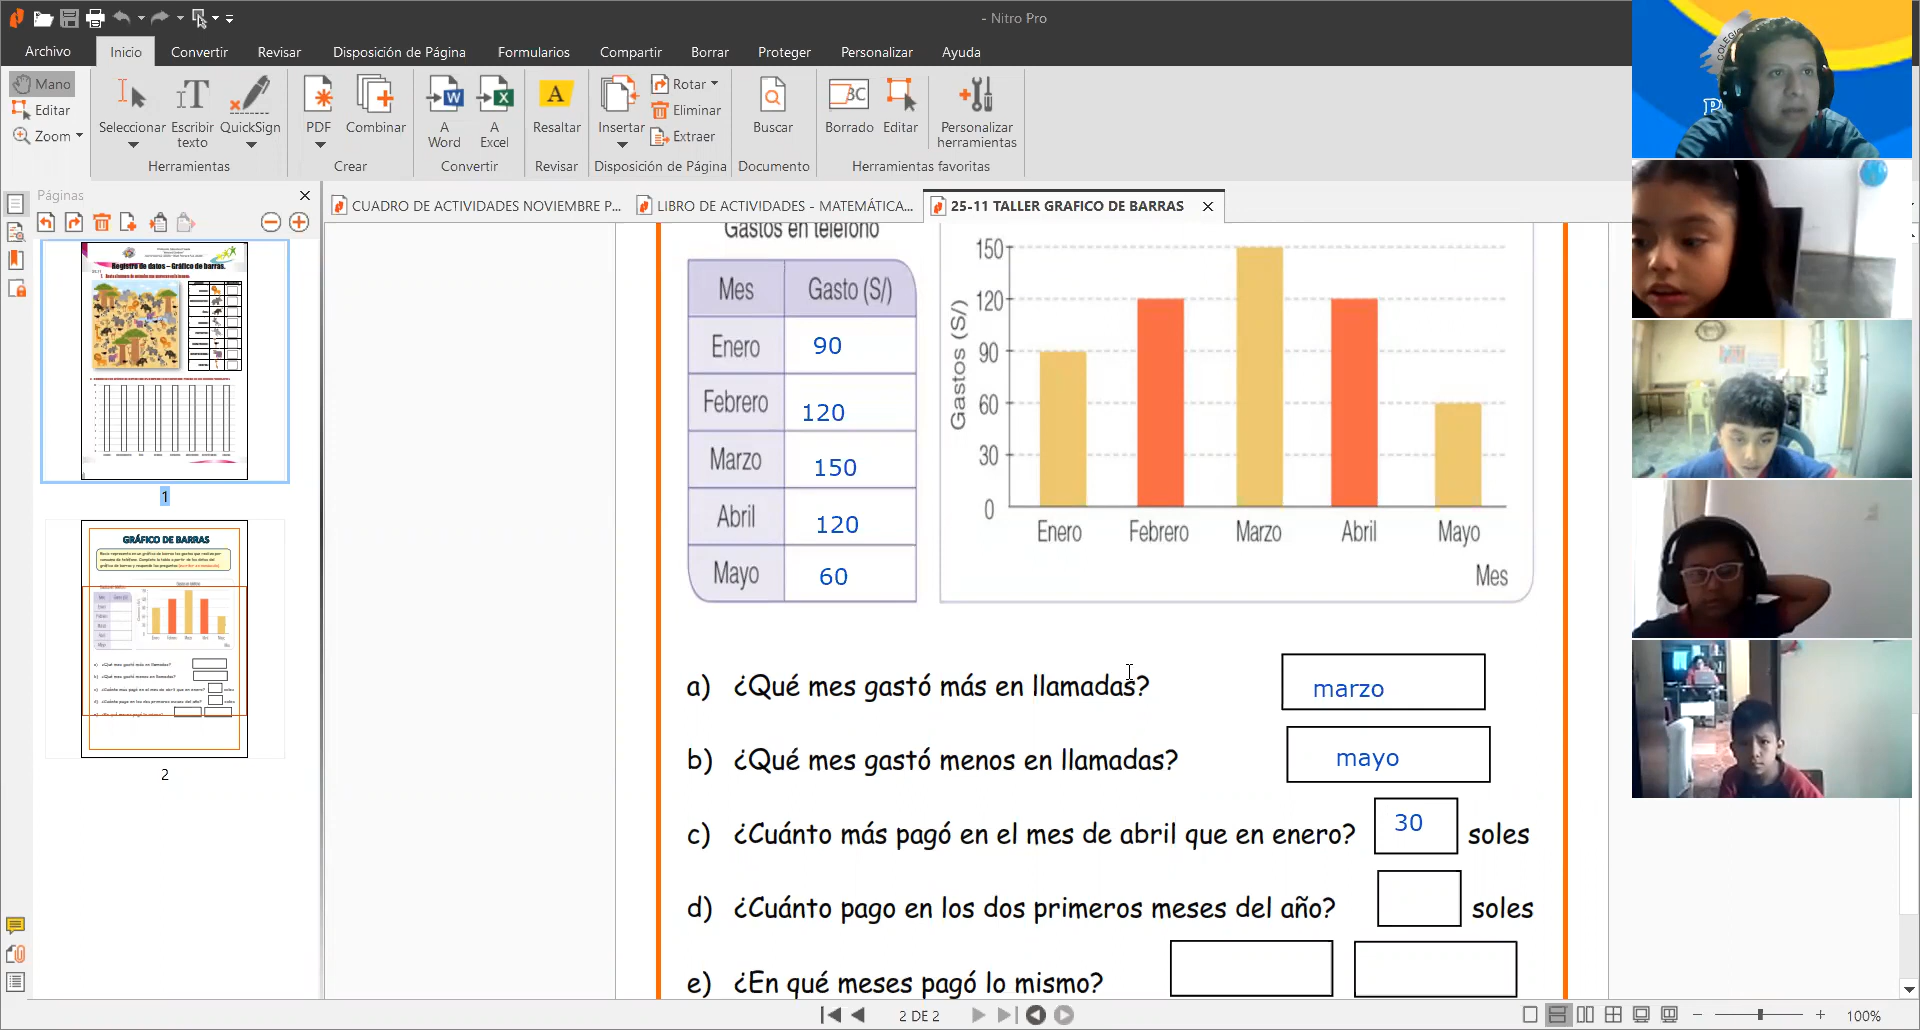 - Nitro Pro
Archivo Inicio Convertir Revisar Disposición de Página Formularios Compartir Borrar Proteger Personalizar Ayuda
Mano
Editar
Zoom
Seleccionar
Escribir texto
QuickSign
Herramientas
PDF
Combinar
Crear
A Word
A Excel
Convertir
Resaltar
Revisar
Insertar
Rotar
Eliminar
Extraer
Disposición de Página
Buscar
Documento
Borrado
Editar
Personalizar herramientas
Herramientas favoritas
Páginas
CUADRO DE ACTIVIDADES NOVIEMBRE P...
LIBRO DE ACTIVIDADES - MATEMÁTICA...
25-11 TALLER GRAFICO DE BARRAS
Registro de datos – Gráfico de barras.
1
GRÁFICO DE BARRAS
2
Gastos en teléfono
Mes Gasto (S/)
Enero 90
Febrero 120
Marzo 150
Abril 120
Mayo 60
Gastos (S/)
150
120
90
60
30
0
Enero Febrero Marzo Abril Mayo
Mes
a) ¿Qué mes gastó más en llamadas? marzo
b) ¿Qué mes gastó menos en llamadas? mayo
c) ¿Cuánto más pagó en el mes de abril que en enero? 30 soles
d) ¿Cuánto pago en los dos primeros meses del año? soles
e) ¿En qué meses pagó lo mismo?
2 DE 2
100%